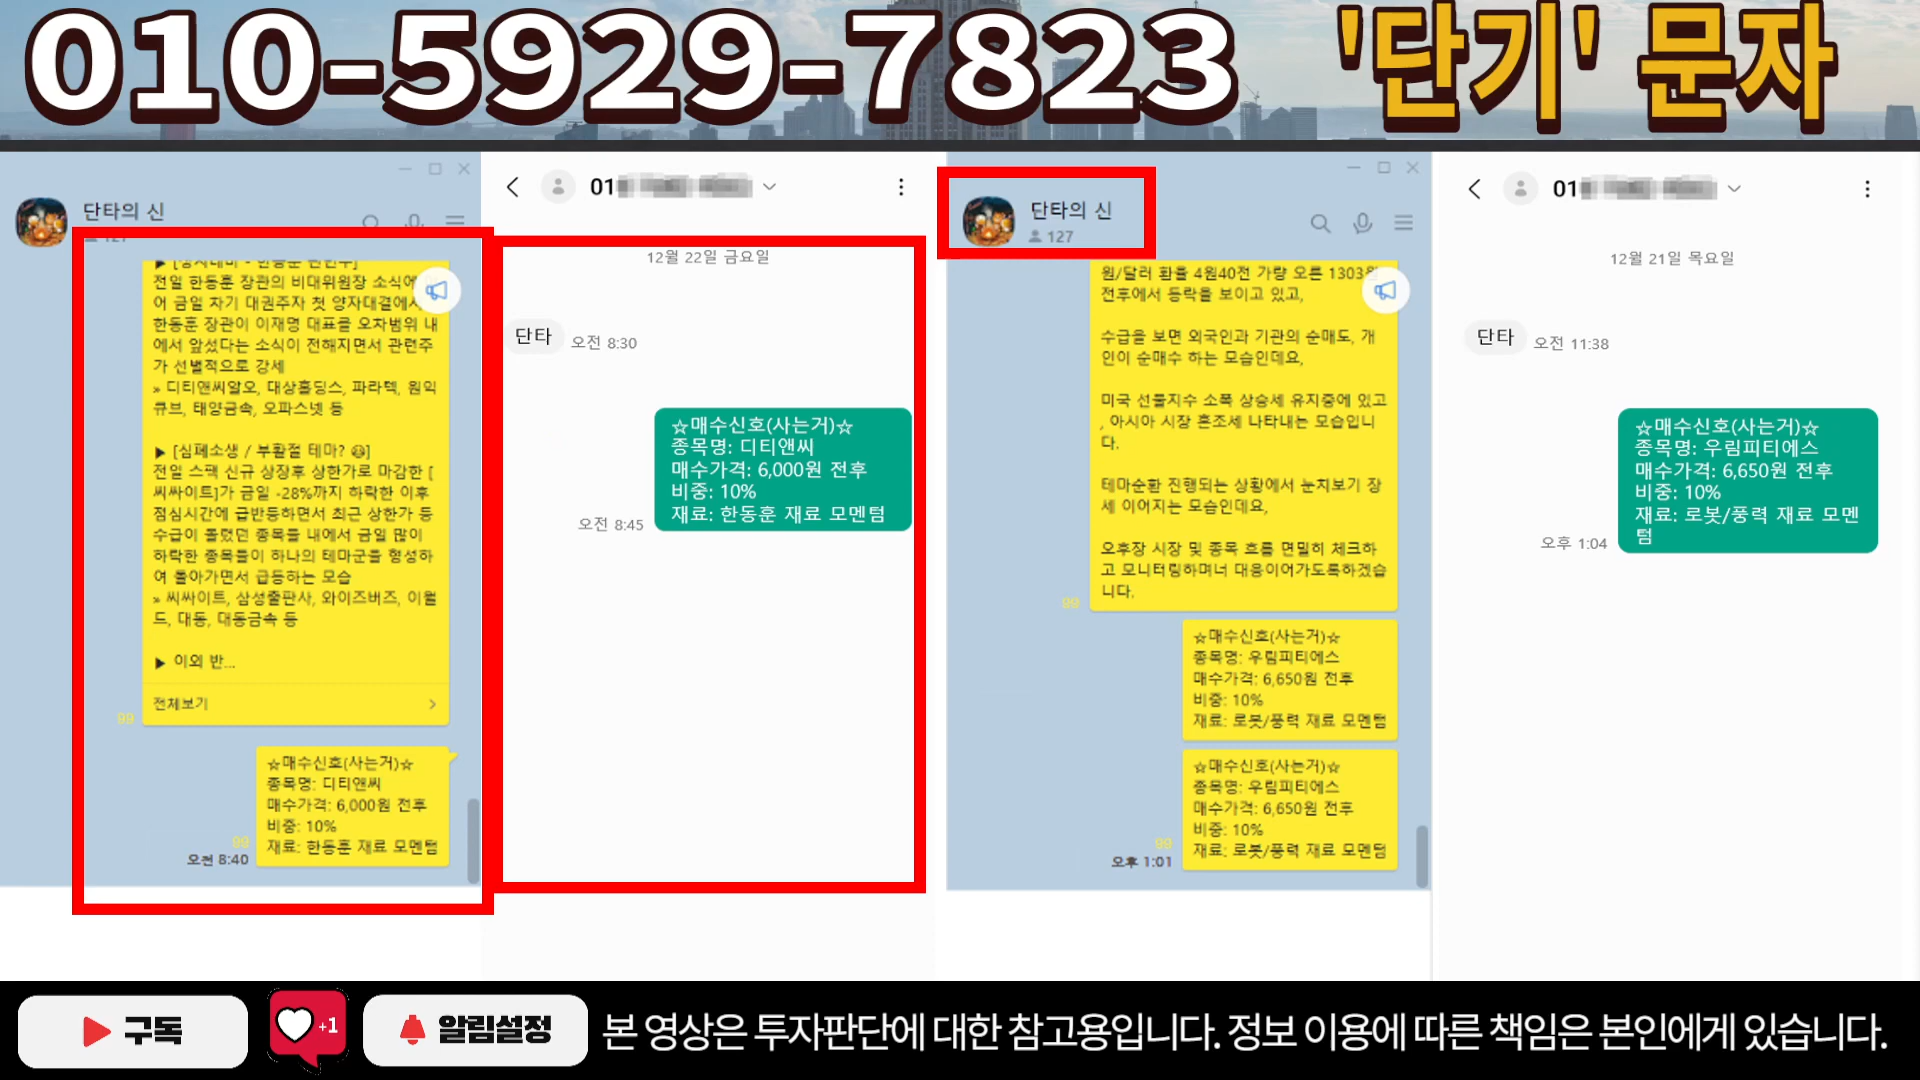 010-5929-7823 '단기' 문자
단타의 신
127
전일 한동훈 장관의 비대위원장 소식에
어 금일 차기 대권주자 첫 양자대결에서
한동훈 장관이 이재명 대표를 오차범위 내
에서 앞섰다는 소식이 전해지면서 관련주
가 선별적으로 강세
» 디티앤씨알오, 대상홀딩스, 파라텍, 원익
큐브, 태양금속, 오파스넷 등
▶ [심폐소생 / 부활절 테마? 😂]
전일 스팩 신규 상장후 상한가로 마감한 [
씨싸이트]가 금일 -28%까지 하락한 이후
점심시간에 급반등하면서 최근 상한가 등
수급이 몰렸던 종목들 내에서 금일 많이
하락한 종목들이 하나의 테마군을 형성하
여 돌아가면서 급등하는 모습
» 씨싸이트, 삼성출판사, 와이즈버즈, 이월
드, 대동, 대동금속 등
▶ 이외 반...
전체보기
99
☆매수신호(사는거)☆
종목명: 디티앤씨
매수가격: 6,000원 전후
비중: 10%
재료: 한동훈 재료 모멘텀
99
오전 8:40
01
12월 22일 금요일
단타
오전 8:30
☆매수신호(사는거)☆
종목명: 디티앤씨
매수가격: 6,000원 전후
비중: 10%
재료: 한동훈 재료 모멘텀
오전 8:45
단타의 신
127
원/달러 환율 4원40전 가량 오른 1303원
전후에서 등락을 보이고 있고,
수급을 보면 외국인과 기관의 순매도, 개
인이 순매수 하는 모습인데요,
미국 선물지수 소폭 상승세 유지중에 있고
, 아시아 시장 혼조세 나타내는 모습입니
다.
테마순환 진행되는 상황에서 눈치보기 장
세 이어지는 모습인데요,
오후장 시장 및 종목 흐름 면밀히 체크하
고 모니터링하며너 대응이어가도록하겠습
니다.
99
☆매수신호(사는거)☆
종목명: 우림피티에스
매수가격: 6,650원 전후
비중: 10%
재료: 로봇/풍력 재료 모멘텀
☆매수신호(사는거)☆
종목명: 우림피티에스
매수가격: 6,650원 전후
비중: 10%
재료: 로봇/풍력 재료 모멘텀
99
오후 1:01
01
12월 21일 목요일
단타
오전 11:38
☆매수신호(사는거)☆
종목명: 우림피티에스
매수가격: 6,650원 전후
비중: 10%
재료: 로봇/풍력 재료 모멘
텀
오후 1:04
구독
+1
알림설정
본 영상은 투자판단에 대한 참고용입니다. 정보 이용에 따른 책임은 본인에게 있습니다.